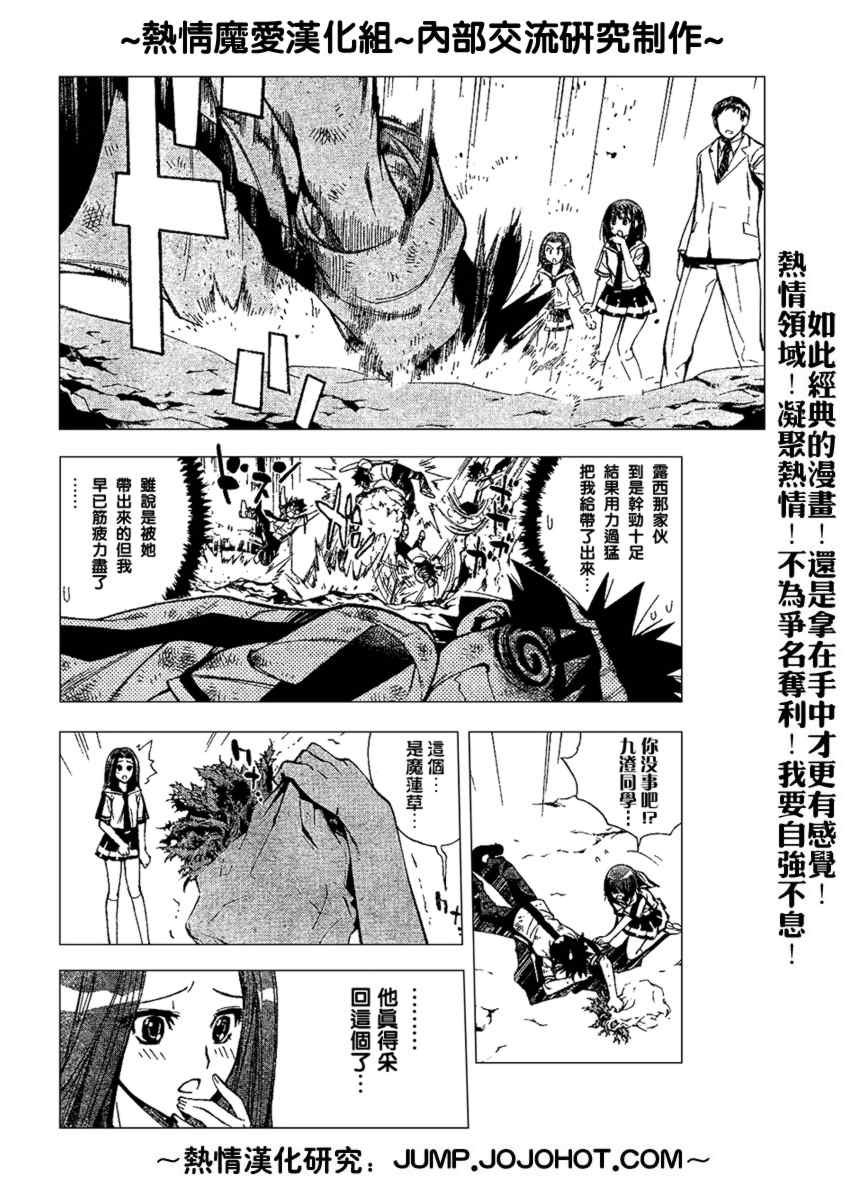 ~熱情魔愛漢化組~內部交流研究制作~
如此經典的漫畫！還是拿在手中才更有感覺！
熱情領域！凝聚熱情！不為爭名奪利！我要自強不息！
露西那家伙
到是幹勁十足
結果用力過猛
把我給帶了出來…
雖說是被她
帶出來的但我
早已筋疲力盡了
……
ドスン
你没事吧!?
九澄同學…
這個…
是魔蓮草…
………
他真得采
回這個了…
~熱情漢化研究：JUMP.JOJOHOT.COM~